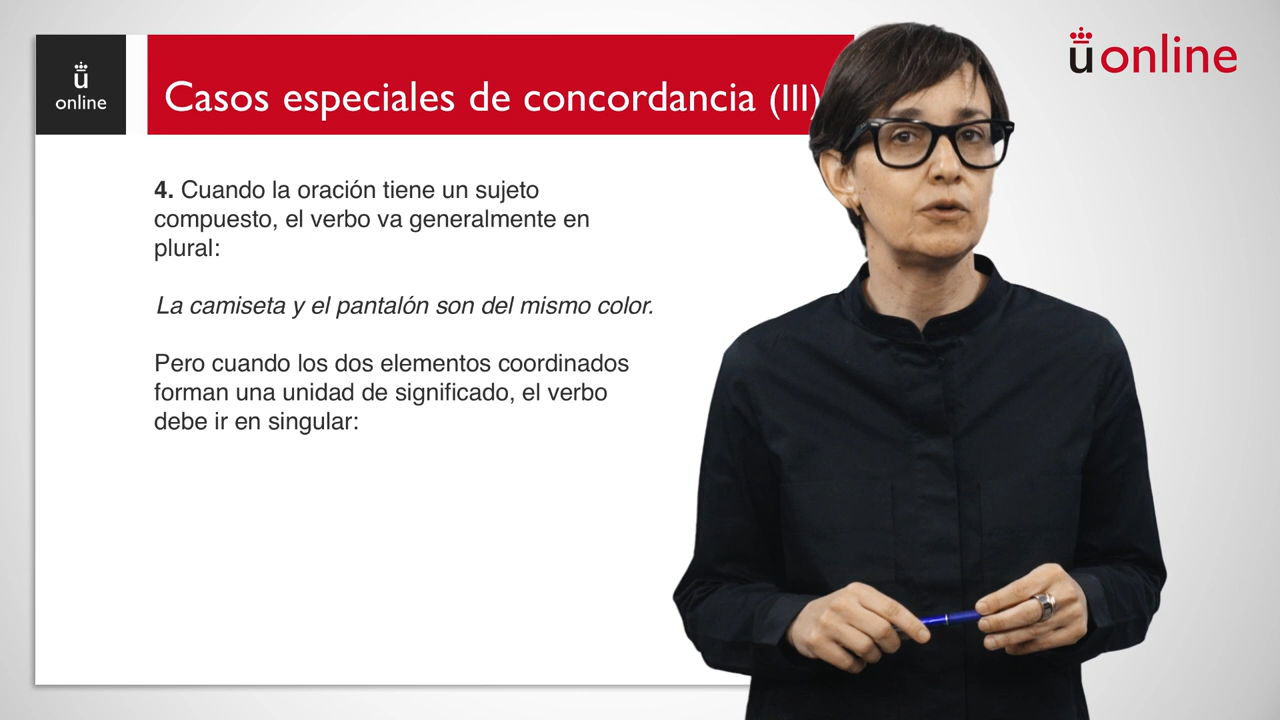 ü
online
Casos especiales de concordancia (III)
üonline
4. Cuando la oración tiene un sujeto
compuesto, el verbo va generalmente en
plural:
La camiseta y el pantalón son del mismo color.
Pero cuando los dos elementos coordinados
forman una unidad de significado, el verbo
debe ir en singular: